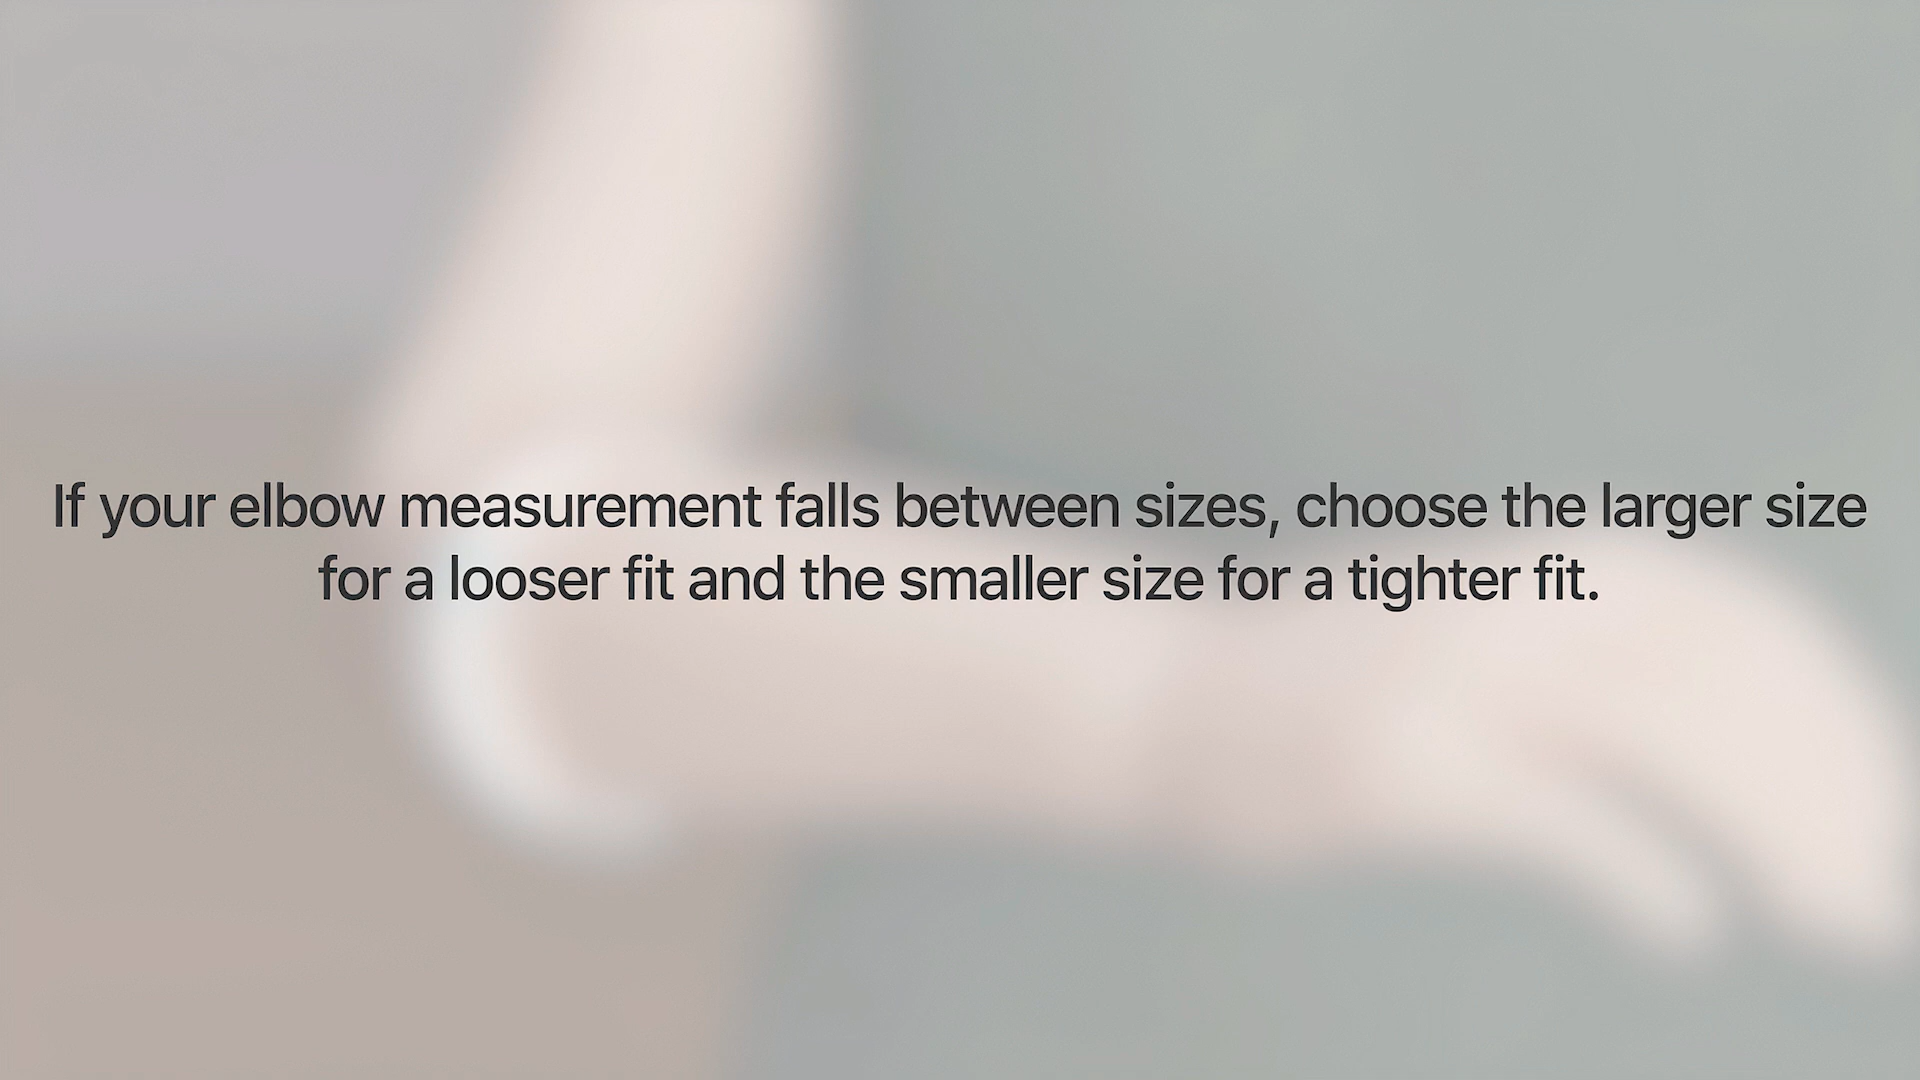 If your elbow measurement falls between sizes, choose the larger size
for a looser fit and the smaller size for a tighter fit.